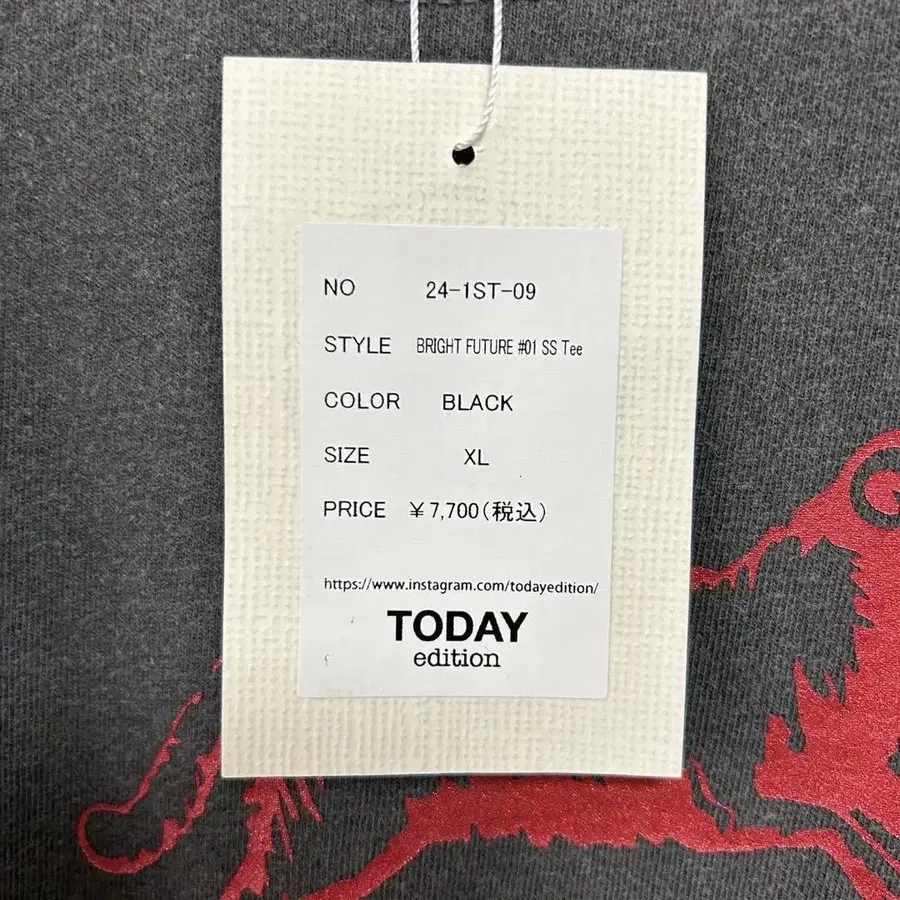 NO 24-1ST-09
STYLE BRIGHT FUTURE #01 SS Tee
COLOR BLACK
SIZE XL
PRICE ￥7,700(税込)
https://www.instagram.com/todayedition/
TODAY
edition